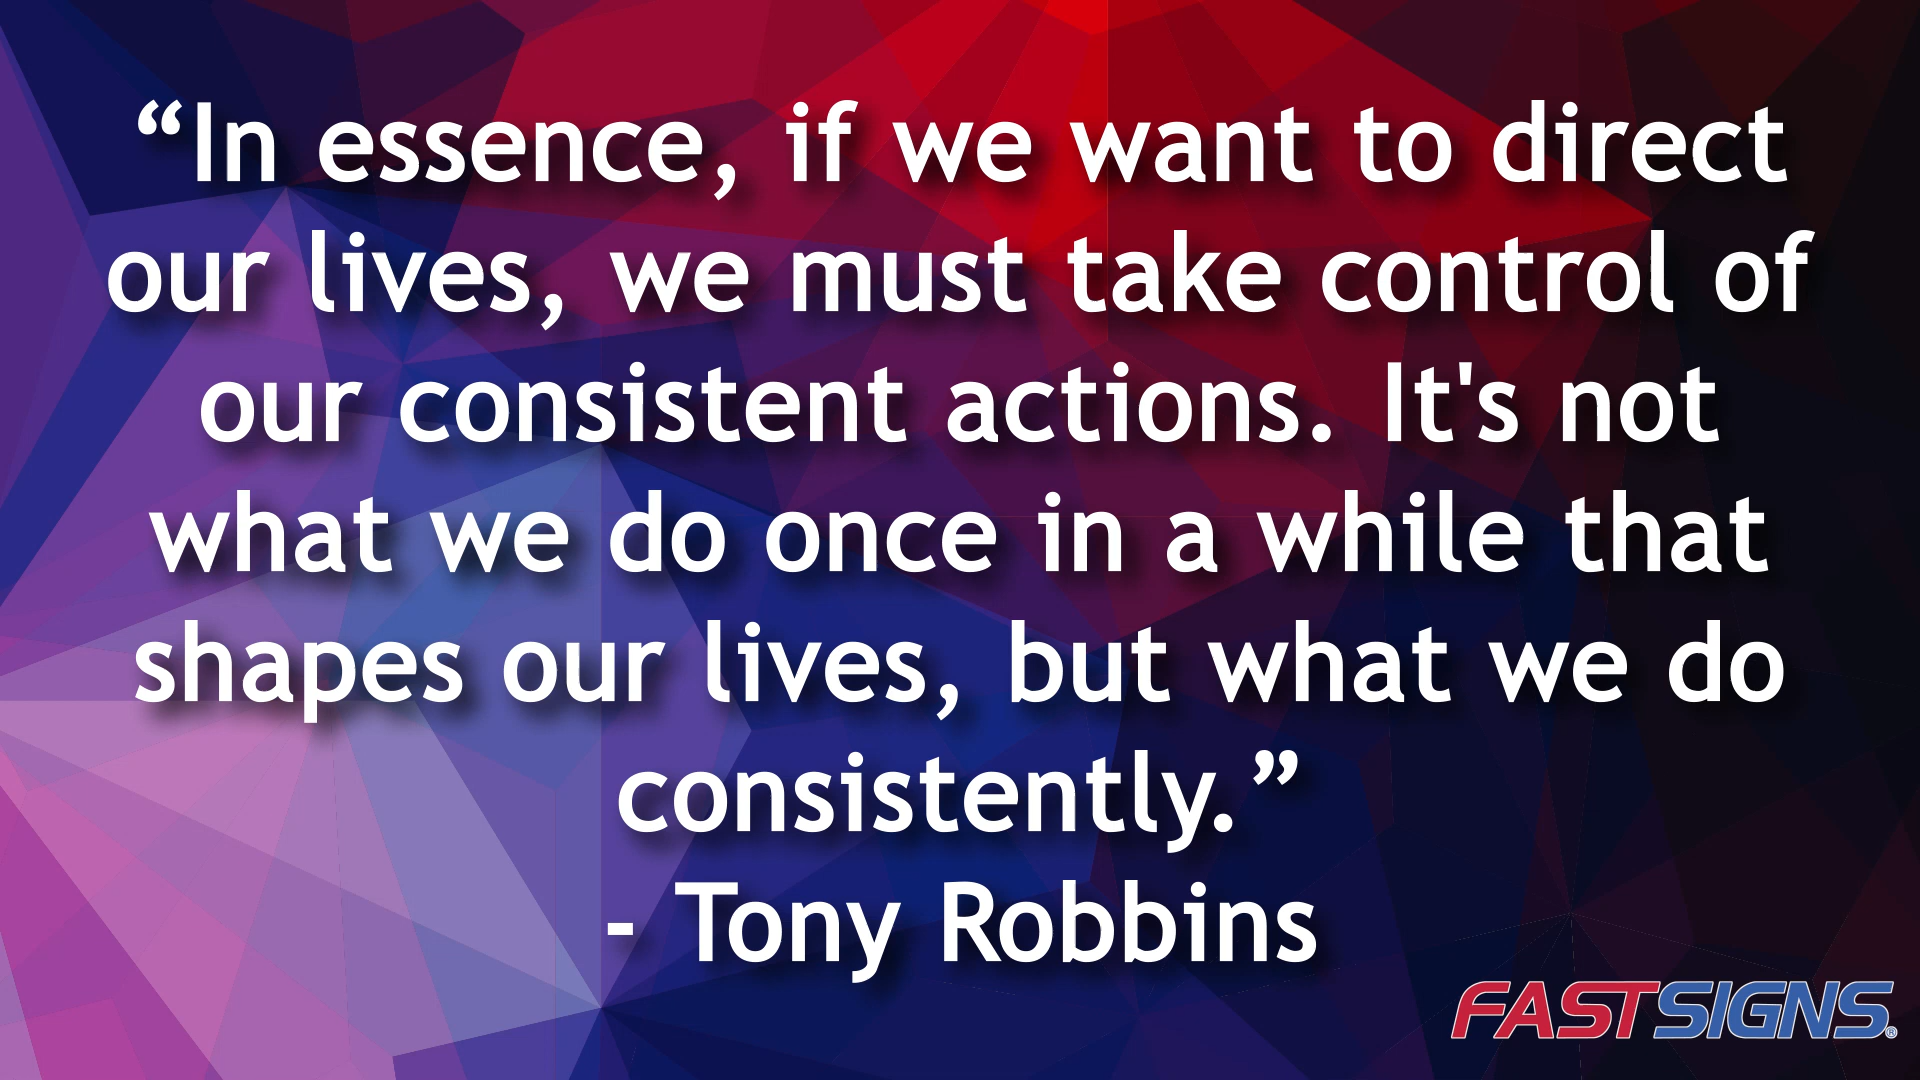 “In essence, if we want to direct
our lives, we must take control of
our consistent actions. It's not
what we do once in a while that
shapes our lives, but what we do
consistently.”
- Tony Robbins
FASTSIGNS®